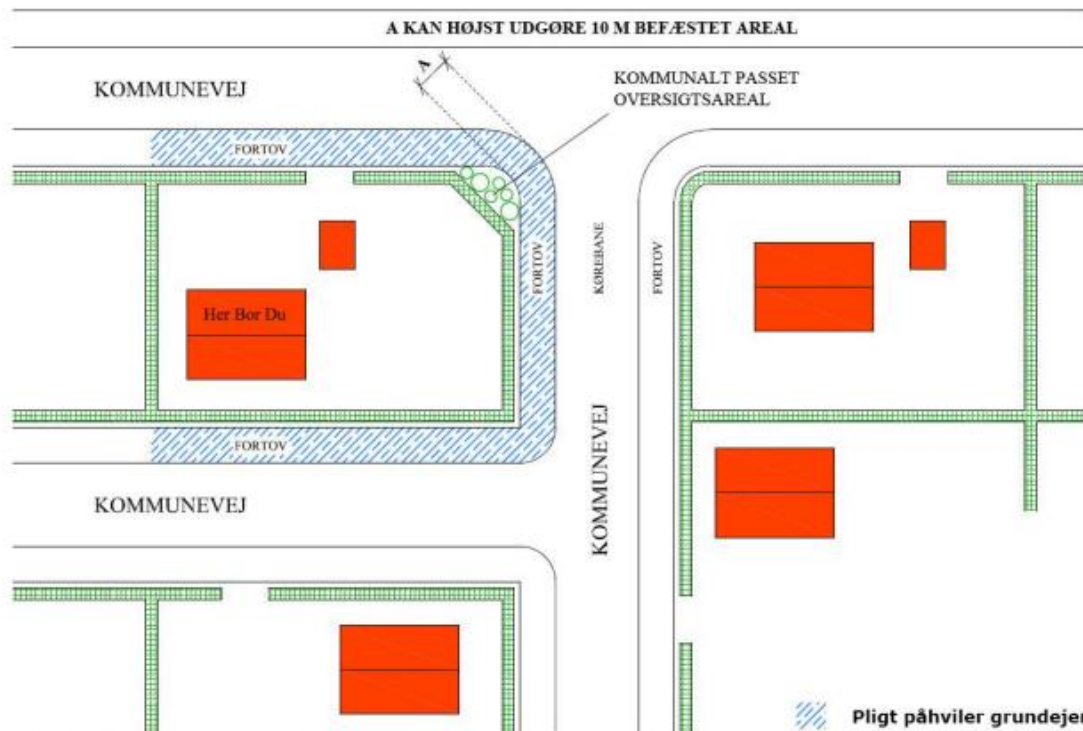 A KAN HØJST UDGØRE 10 M BEFÆSTET AREAL
KOMMUNEVEJ
A
KOMMUNALT PASSET
OVERSIGTSAREAL
FORTOV
FORTOV
KØREBANE
FORTOV
Her Bor Du
FORTOV
KOMMUNEVEJ
KOMMUNEVEJ
Pligt påhviler grundejer